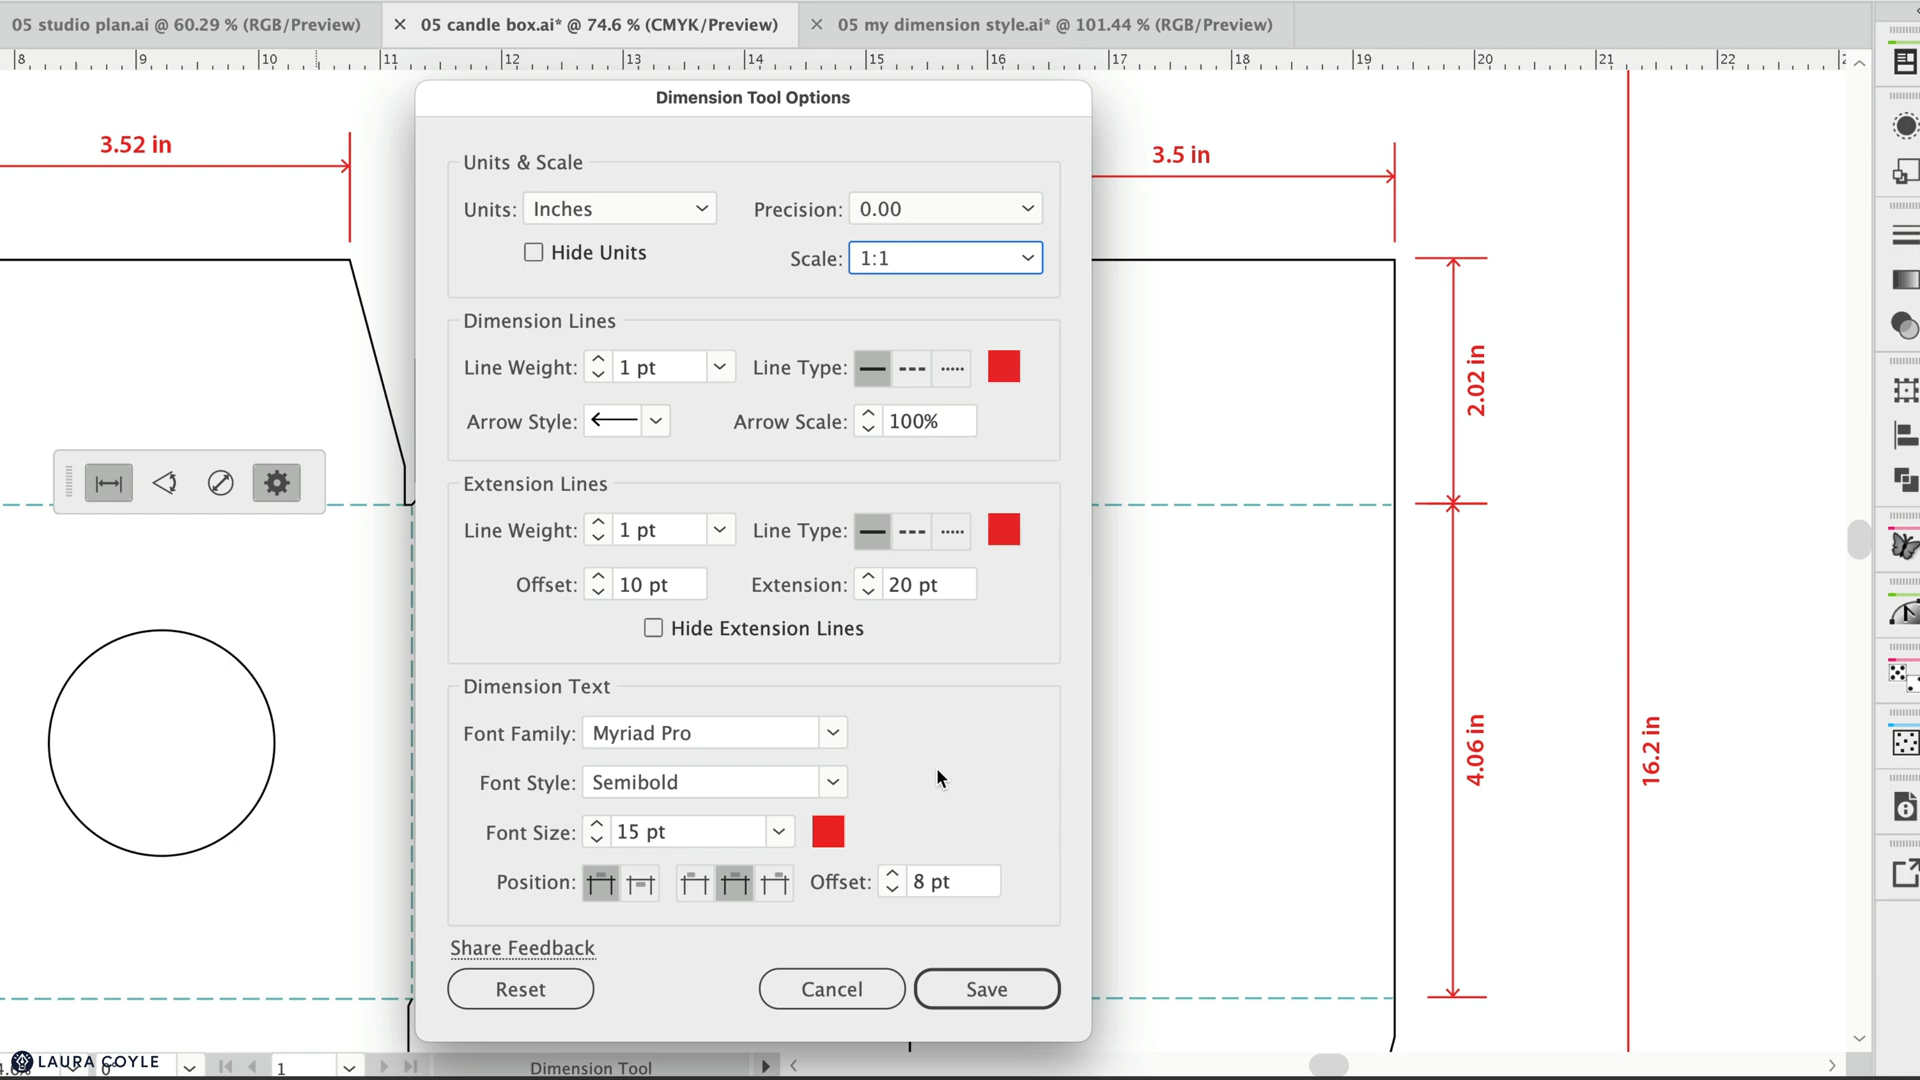 05 studio plan.ai @ 60.29 % (RGB/Preview)
05 candle box.ai* @ 74.6 % (CMYK/Preview)
05 my dimension style.ai* @ 101.44 % (RGB/Preview)
8 9 10 11 12 13 14 15 16 17 18 19 20 21 22
Dimension Tool Options
3.52 in
3.5 in
Units & Scale
Units: Inches
Precision: 0.00
Hide Units
Scale: 1:1
Dimension Lines
Line Weight: 1 pt
Line Type:
Arrow Style:
Arrow Scale: 100%
2.02 in
Extension Lines
Line Weight: 1 pt
Line Type:
Offset: 10 pt
Extension: 20 pt
Hide Extension Lines
Dimension Text
Font Family: Myriad Pro
Font Style: Semibold
Font Size: 15 pt
Position:
Offset: 8 pt
4.06 in
16.2 in
Share Feedback
Reset
Cancel
Save
LAURA COYLE
0°
1
Dimension Tool